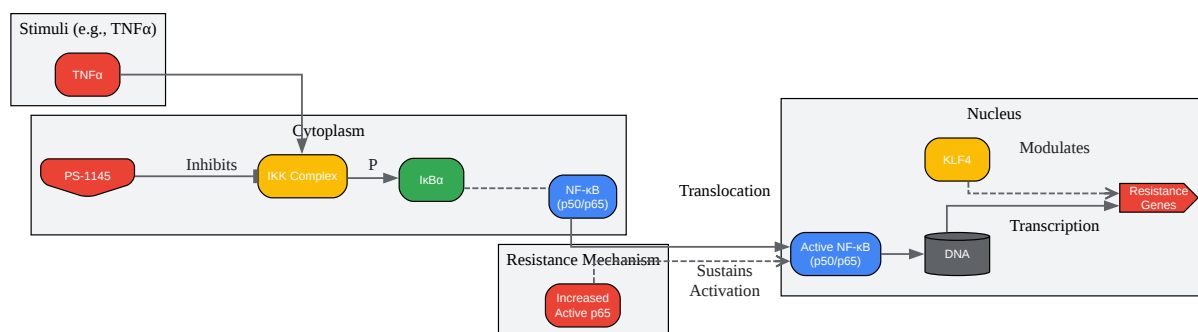 Stimuli (e.g., TNFα)
TNFα
Cytoplasm
PS-1145
Inhibits
IKK Complex
P
IκBα
NF-κB
(p50/p65)
Translocation
Resistance Mechanism
Increased
Active p65
Sustains
Activation
Nucleus
KLF4
Modulates
Resistance
Genes
Transcription
Active NF-κB
(p50/p65)
DNA